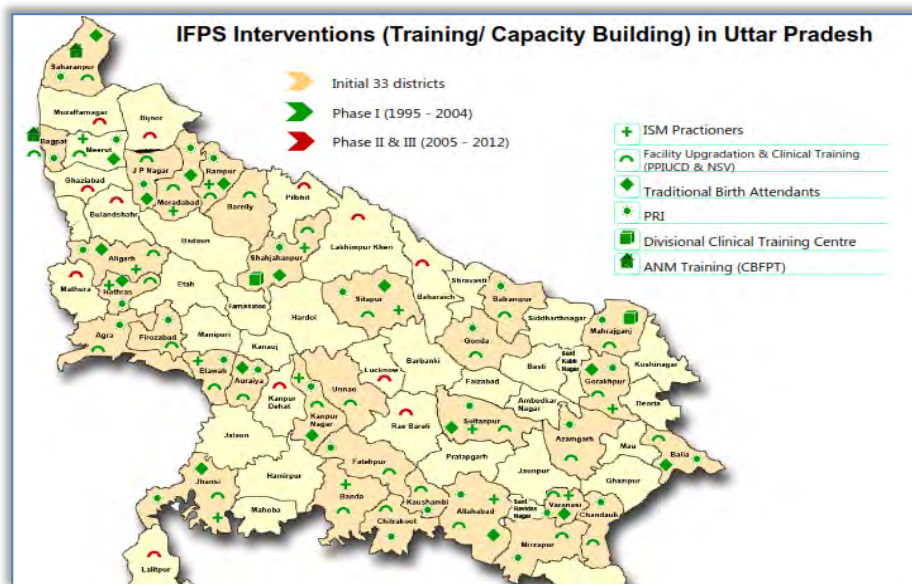 IFPS Interventions (Training/ Capacity Building) in Uttar Pradesh
Initial 33 districts
Phase I (1995 - 2004)
Phase II & III (2005 - 2012)
ISM Practioners
Facility Upgradation & Clinical Training
(PPIUCD & NSV)
Traditional Birth Attendants
PRI
Divisional Clinical Training Centre
ANM Training (CBFPT)
Saharanpur
Muzaffarnagar
Bijnor
Bagpat
Meerut
J P Nagar
Rampur
Ghaziabad
Moradabad
Bareily
Pilbhit
Bulandshahr
Badaun
Lakhimpur Kheri
Shahjahanpur
Aligarh
Mathura
Hathras
Etah
Farrukhabad
Sitapur
Baharaich
Shravasti
Balrampur
Hardoi
Siddharthnagar
Mahrajganj
Agra
Firozabad
Manipuri
Kanauj
Gonda
Barbanki
Basti
Sant
Kabir
Nagar
Gorakhpur
Kushinagar
Etawah
Auraiya
Kanpur
Dehat
Unnao
Lucknow
Faizabad
Ambedkar
Nagar
Deoria
Kanpur
Nagar
Rae Bareli
Sultanpur
Azamgarh
Mau
Balia
Jalaun
Pratapgarh
Jaunpur
Ghazipur
Fatehpur
Jhansi
Hamirpur
Banda
Kaushambi
Allahabad
Sant
Ravidas
Nagar
Varanasi
Chandauli
Mahoba
Chitrakoot
Mirzapur
Lalitpur